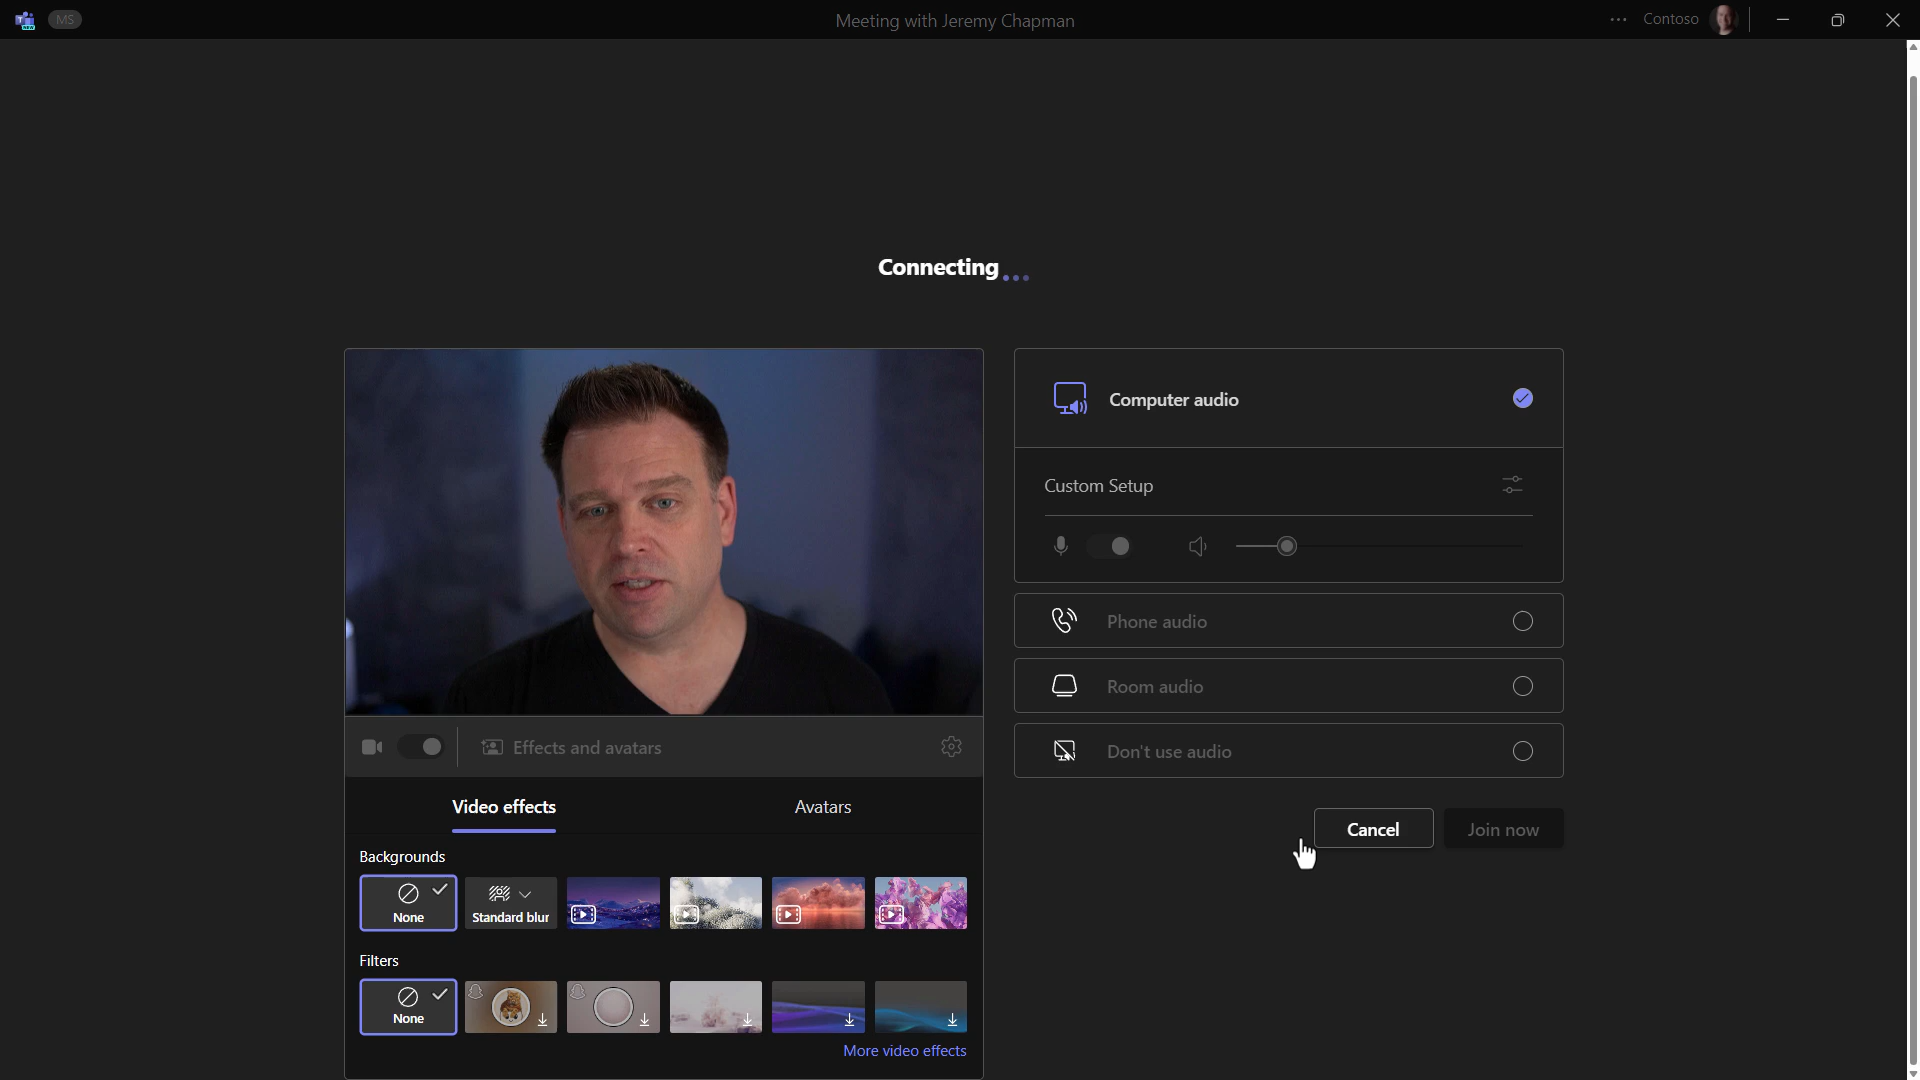 MS
Meeting with Jeremy Chapman
Contoso
Connecting...
Computer audio
Custom Setup
Phone audio
Room audio
Don't use audio
Cancel
Join now
Effects and avatars
Video effects
Avatars
Backgrounds
None
Standard blur
Filters
None
More video effects